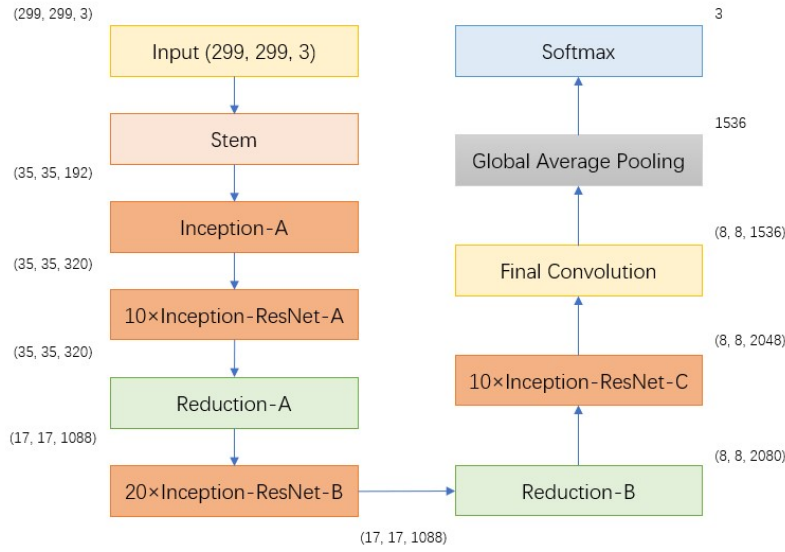 (299, 299, 3)
Input (299, 299, 3)
Stem
(35, 35, 192)
Inception-A
(35, 35, 320)
10×Inception-ResNet-A
(35, 35, 320)
Reduction-A
(17, 17, 1088)
20×Inception-ResNet-B
(17, 17, 1088)
3
Softmax
1536
Global Average Pooling
(8, 8, 1536)
Final Convolution
(8, 8, 2048)
10×Inception-ResNet-C
(8, 8, 2080)
Reduction-B